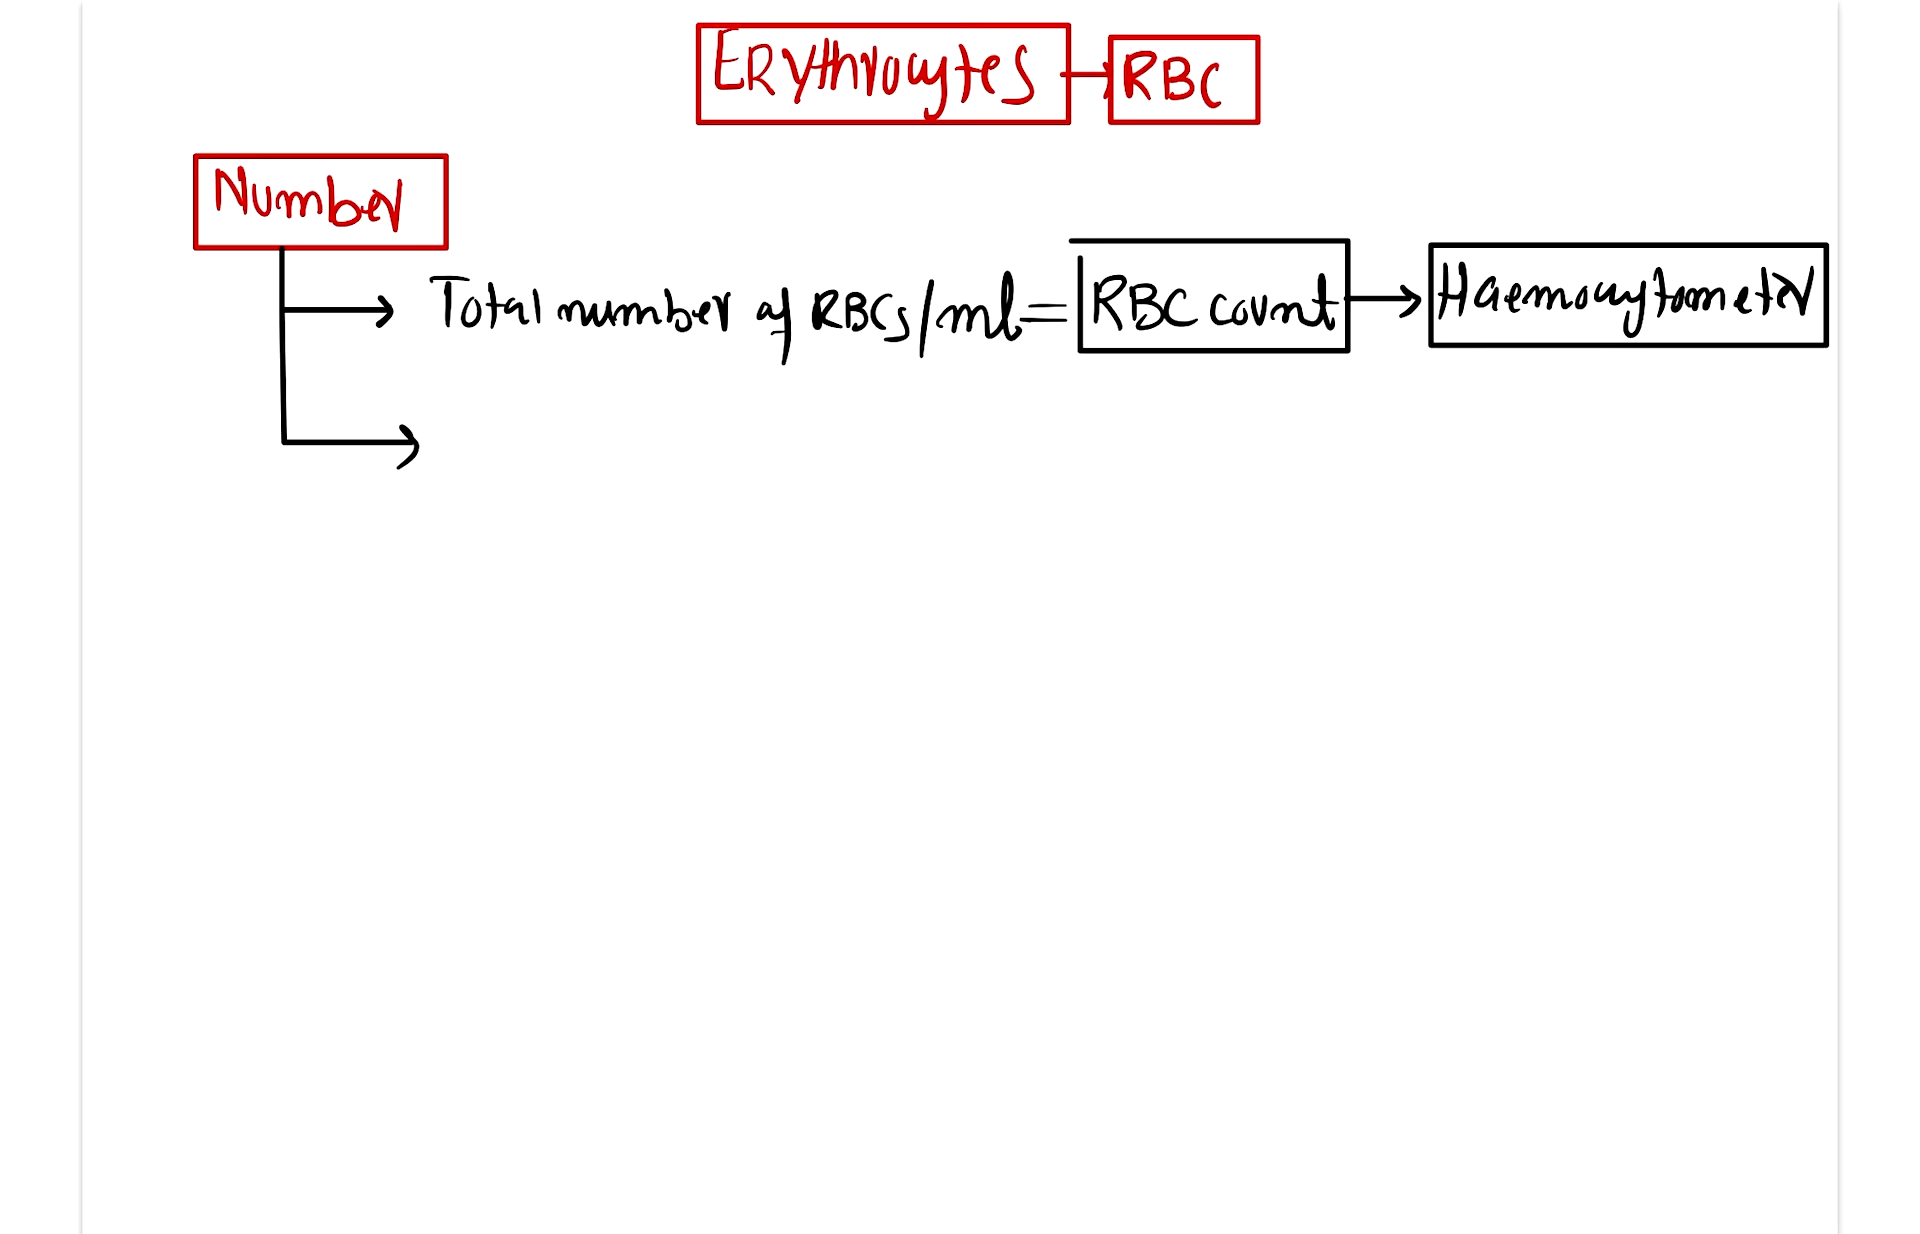 Erythrocytes → RBC
Number
→ Total number of RBCs/ml = RBC count → Haemocytometer